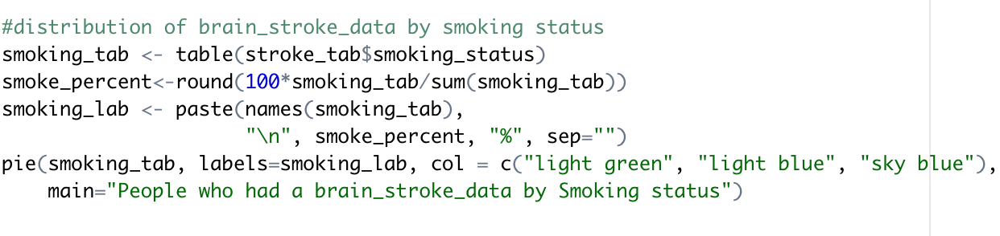 #distribution of brain_stroke_data by smoking status
smoking_tab <- table(stroke_tab$smoking_status)
smoke_percent<-round(100*smoking_tab/sum(smoking_tab))
smoking_lab <- paste(names(smoking_tab),
                     "\n", smoke_percent, "%", sep="")
pie(smoking_tab, labels=smoking_lab, col = c("light green", "light blue", "sky blue"),
    main="People who had a brain_stroke_data by Smoking status")